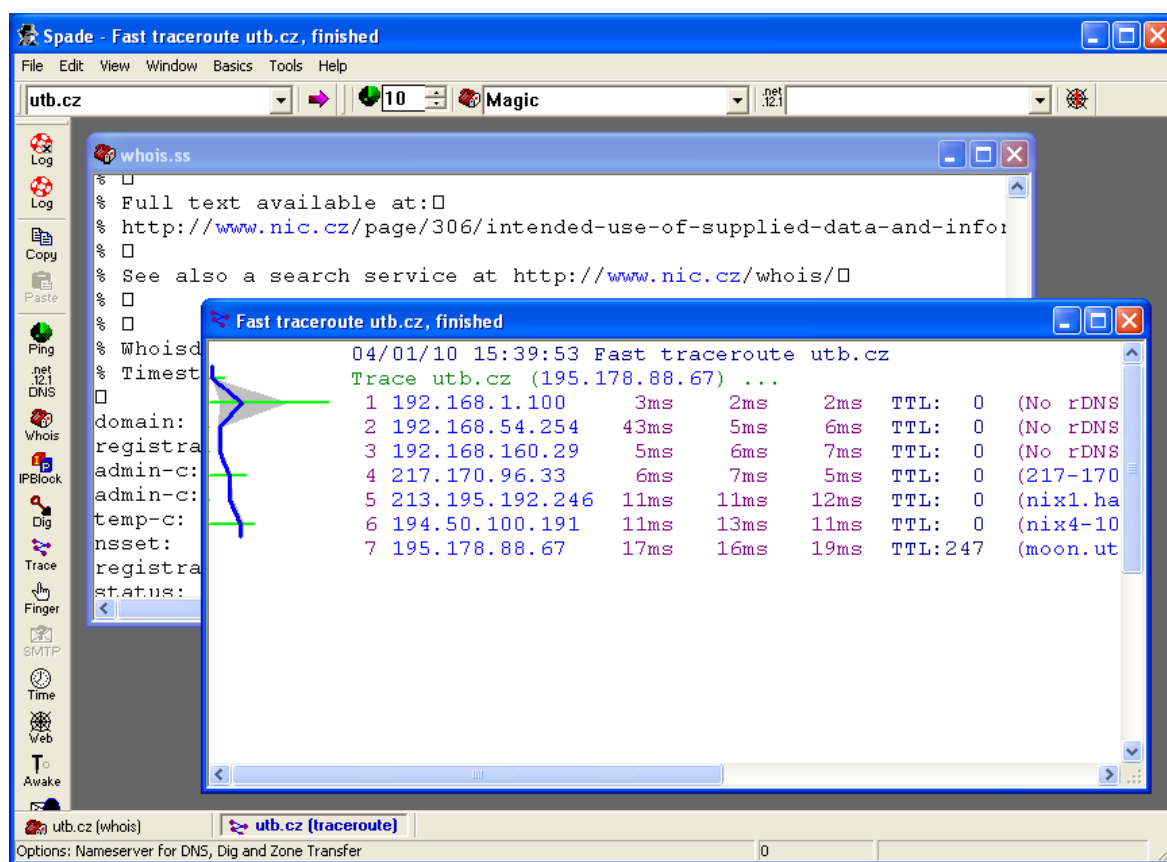 Spade - Fast traceroute utb.cz, finished
File Edit View Window Basics Tools Help
utb.cz 10 Magic .net .12.1
Log
Log
Copy
Paste
Ping
.net .12.1 DNS
Whois
IPBlock
Dig
Trace
Finger
SMTP
Time
Web
Awake
whois.ss
%
% Full text available at:
% http://www.nic.cz/page/306/intended-use-of-supplied-data-and-infor
%
% See also a search service at http://www.nic.cz/whois/
%
%
% Whoisd
% Timest
domain:
registra
admin-c:
admin-c:
temp-c:
nsset:
registra
status:
Fast traceroute utb.cz, finished
04/01/10 15:39:53 Fast traceroute utb.cz
Trace utb.cz (195.178.88.67) ...
1 192.168.1.100 3ms 2ms 2ms TTL: 0 (No rDNS
2 192.168.54.254 43ms 5ms 6ms TTL: 0 (No rDNS
3 192.168.160.29 5ms 6ms 7ms TTL: 0 (No rDNS
4 217.170.96.33 6ms 7ms 5ms TTL: 0 (217-170
5 213.195.192.246 11ms 11ms 12ms TTL: 0 (nix1.ha
6 194.50.100.191 11ms 13ms 11ms TTL: 0 (nix4-10
7 195.178.88.67 17ms 16ms 19ms TTL:247 (moon.ut
utb.cz (whois) utb.cz (traceroute)
Options: Nameserver for DNS, Dig and Zone Transfer 0